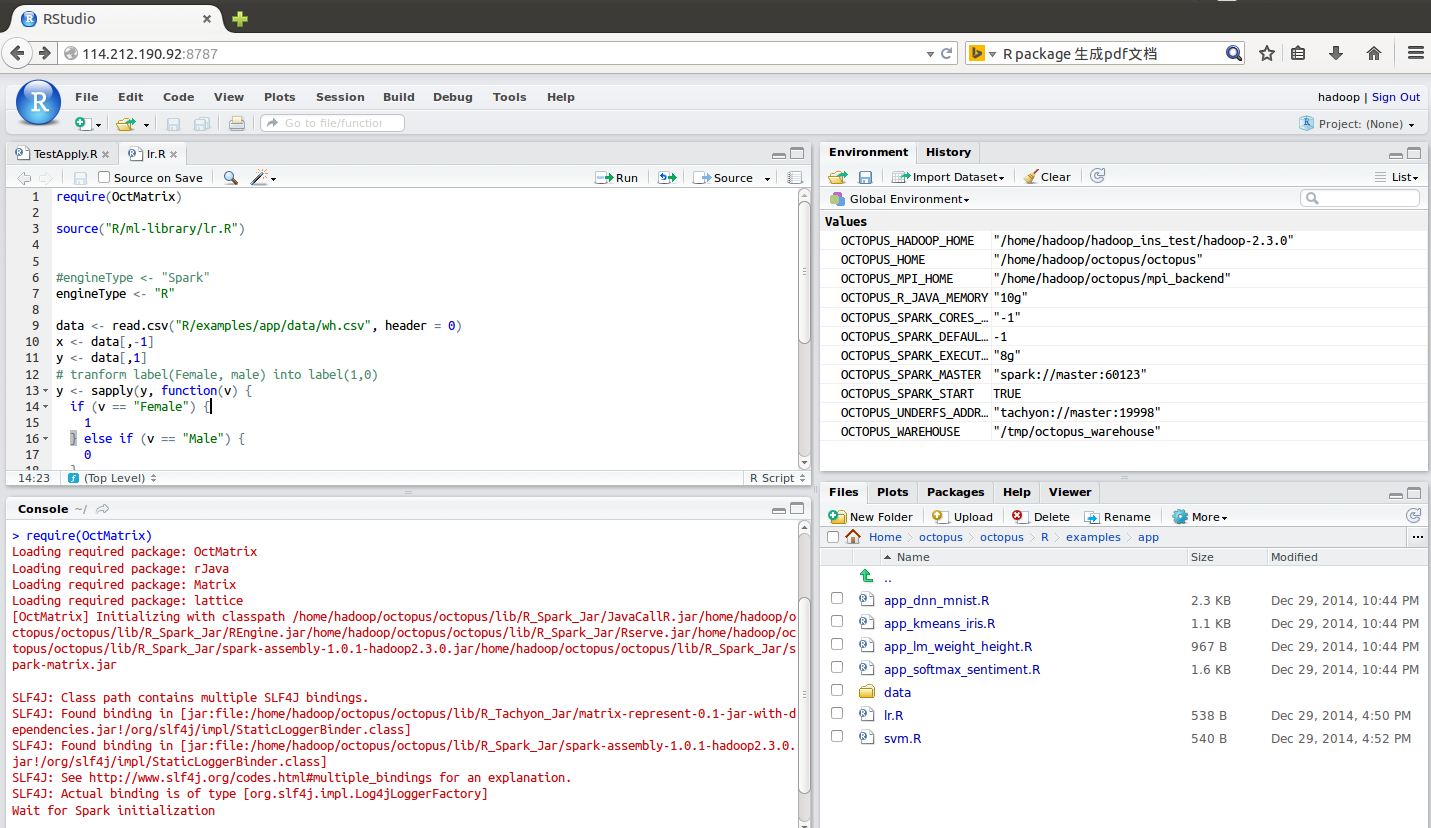 RStudio
114.212.190.92:8787
R package 生成pdf文档
R
File Edit Code View Plots Session Build Debug Tools Help
hadoop | Sign Out
Go to file/function
Project: (None)
TestApply.R
lr.R
Source on Save
Run
Source
1 require(OctMatrix)
2
3 source("R/ml-library/lr.R")
4
5
6 #engineType <- "Spark"
7 engineType <- "R"
8
9 data <- read.csv("R/examples/app/data/wh.csv", header = 0)
10 x <- data[,-1]
11 y <- data[,1]
12 # tranform label(Female, male) into label(1,0)
13 y <- sapply(y, function(v) {
14 if (v == "Female") {
15 1
16 } else if (v == "Male") {
17 0
18 }
14:23 (Top Level) R Script
Console ~/
> require(OctMatrix)
Loading required package: OctMatrix
Loading required package: rJava
Loading required package: Matrix
Loading required package: lattice
[OctMatrix] Initializing with classpath /home/hadoop/octopus/octopus/lib/R_Spark_Jar/JavaCallR.jar/home/hadoop/o
ctopus/octopus/lib/R_Spark_Jar/REngine.jar/home/hadoop/octopus/octopus/lib/R_Spark_Jar/Rserve.jar/home/hadoop/oc
topus/octopus/lib/R_Spark_Jar/spark-assembly-1.0.1-hadoop2.3.0.jar/home/hadoop/octopus/octopus/lib/R_Spark_Jar/s
park-matrix.jar
SLF4J: Class path contains multiple SLF4J bindings.
SLF4J: Found binding in [jar:file:/home/hadoop/octopus/octopus/lib/R_Tachyon_Jar/matrix-represent-0.1-jar-with-d
ependencies.jar!/org/slf4j/impl/StaticLoggerBinder.class]
SLF4J: Found binding in [jar:file:/home/hadoop/octopus/octopus/lib/R_Spark_Jar/spark-assembly-1.0.1-hadoop2.3.0.
jar!/org/slf4j/impl/StaticLoggerBinder.class]
SLF4J: See http://www.slf4j.org/codes.html#multiple_bindings for an explanation.
SLF4J: Actual binding is of type [org.slf4j.impl.Log4jLoggerFactory]
Wait for Spark initialization
Environment History
Import Dataset Clear List
Global Environment
Values
OCTOPUS_HADOOP_HOME "/home/hadoop/hadoop_ins_test/hadoop-2.3.0"
OCTOPUS_HOME "/home/hadoop/octopus/octopus"
OCTOPUS_MPI_HOME "/home/hadoop/octopus/mpi_backend"
OCTOPUS_R_JAVA_MEMORY "10g"
OCTOPUS_SPARK_CORES_… "-1"
OCTOPUS_SPARK_DEFAUL… -1
OCTOPUS_SPARK_EXECUT… "8g"
OCTOPUS_SPARK_MASTER "spark://master:60123"
OCTOPUS_SPARK_START TRUE
OCTOPUS_UNDERFS_ADDR… "tachyon://master:19998"
OCTOPUS_WAREHOUSE "/tmp/octopus_warehouse"
Files Plots Packages Help Viewer
New Folder Upload Delete Rename More
Home octopus octopus R examples app ...
Name Size Modified
..
app_dnn_mnist.R 2.3 KB Dec 29, 2014, 10:44 PM
app_kmeans_iris.R 1.1 KB Dec 29, 2014, 10:44 PM
app_lm_weight_height.R 967 B Dec 29, 2014, 10:44 PM
app_softmax_sentiment.R 1.6 KB Dec 29, 2014, 10:44 PM
data
lr.R 538 B Dec 29, 2014, 4:50 PM
svm.R 540 B Dec 29, 2014, 4:52 PM